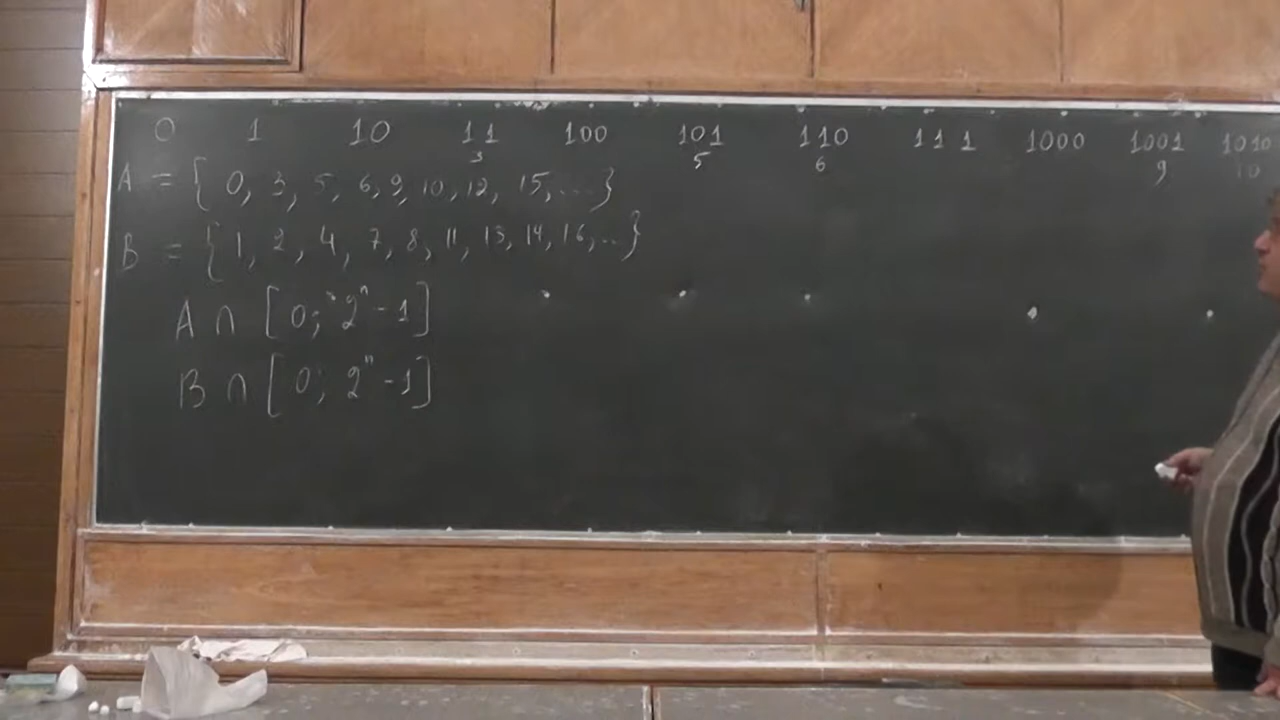 0 1 10 11 100 101 110 111 1000 1001 1010
3 5 6 9 10
A = { 0, 3, 5, 6, 9, 10, 12, 15, ... }
B = { 1, 2, 4, 7, 8, 11, 13, 14, 16, .. }
A ∩ [ 0; 2ⁿ - 1 ]
B ∩ [ 0; 2ⁿ - 1 ]